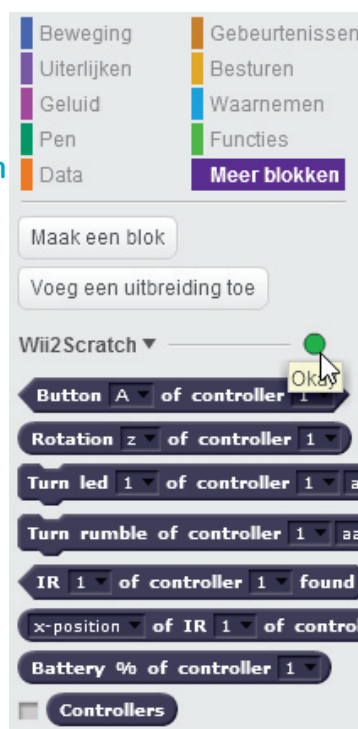 Beweging Gebeurtenissen
Uiterlijken Besturen
Geluid Waarnemen
Pen Functies
Data Meer blokken
Maak een blok
Voeg een uitbreiding toe
Wii2Scratch
Okay
Button A of controller 1
Rotation z of controller 1
Turn led 1 of controller 1 a
Turn rumble of controller 1 aa
IR 1 of controller 1 found
x-position of IR 1 of contro
Battery % of controller 1
Controllers